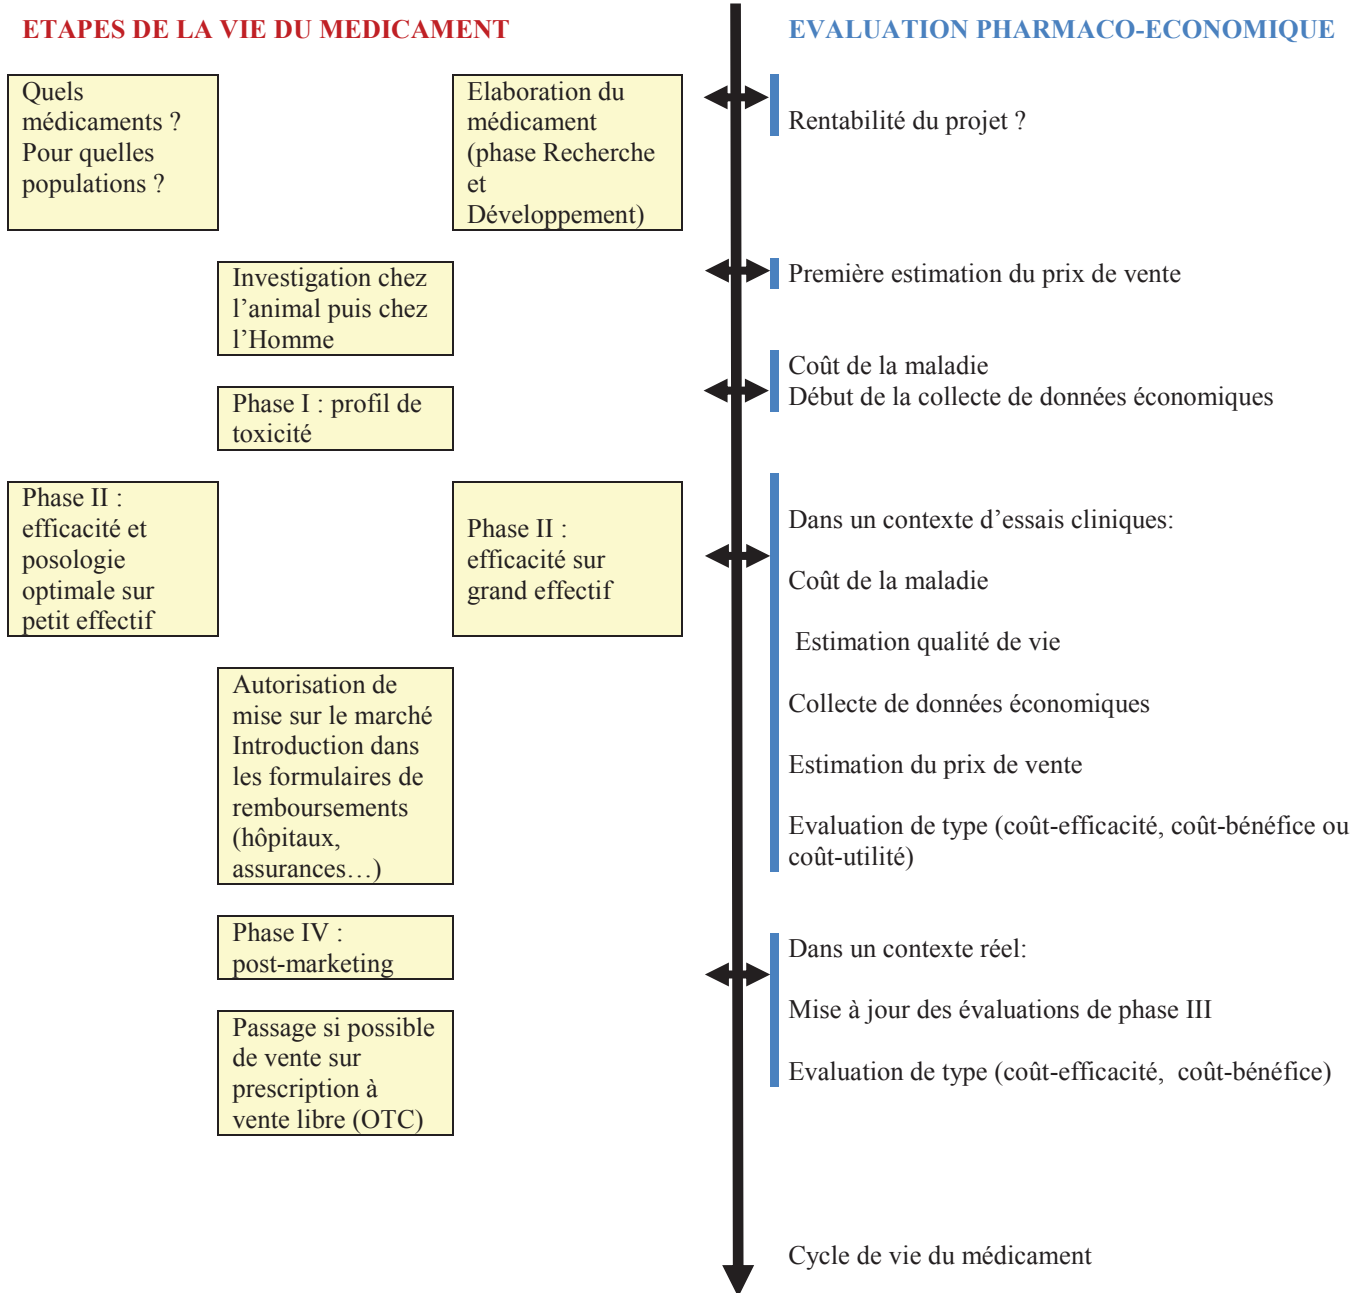 ETAPES DE LA VIE DU MEDICAMENT
EVALUATION PHARMACO-ECONOMIQUE
Quels
médicaments ?
Pour quelles
populations ?
Elaboration du
médicament
(phase Recherche
et
Développement)
Rentabilité du projet ?
Investigation chez
l’animal puis chez
l’Homme
Première estimation du prix de vente
Phase I : profil de
toxicité
Coût de la maladie
Début de la collecte de données économiques
Phase II :
efficacité et
posologie
optimale sur
petit effectif
Phase II :
efficacité sur
grand effectif
Dans un contexte d’essais cliniques:
Coût de la maladie
Estimation qualité de vie
Collecte de données économiques
Estimation du prix de vente
Evaluation de type (coût-efficacité, coût-bénéfice ou
coût-utilité)
Autorisation de
mise sur le marché
Introduction dans
les formulaires de
remboursements
(hôpitaux,
assurances…)
Phase IV :
post-marketing
Dans un contexte réel:
Mise à jour des évaluations de phase III
Evaluation de type (coût-efficacité, coût-bénéfice)
Passage si possible
de vente sur
prescription à
vente libre (OTC)
Cycle de vie du médicament